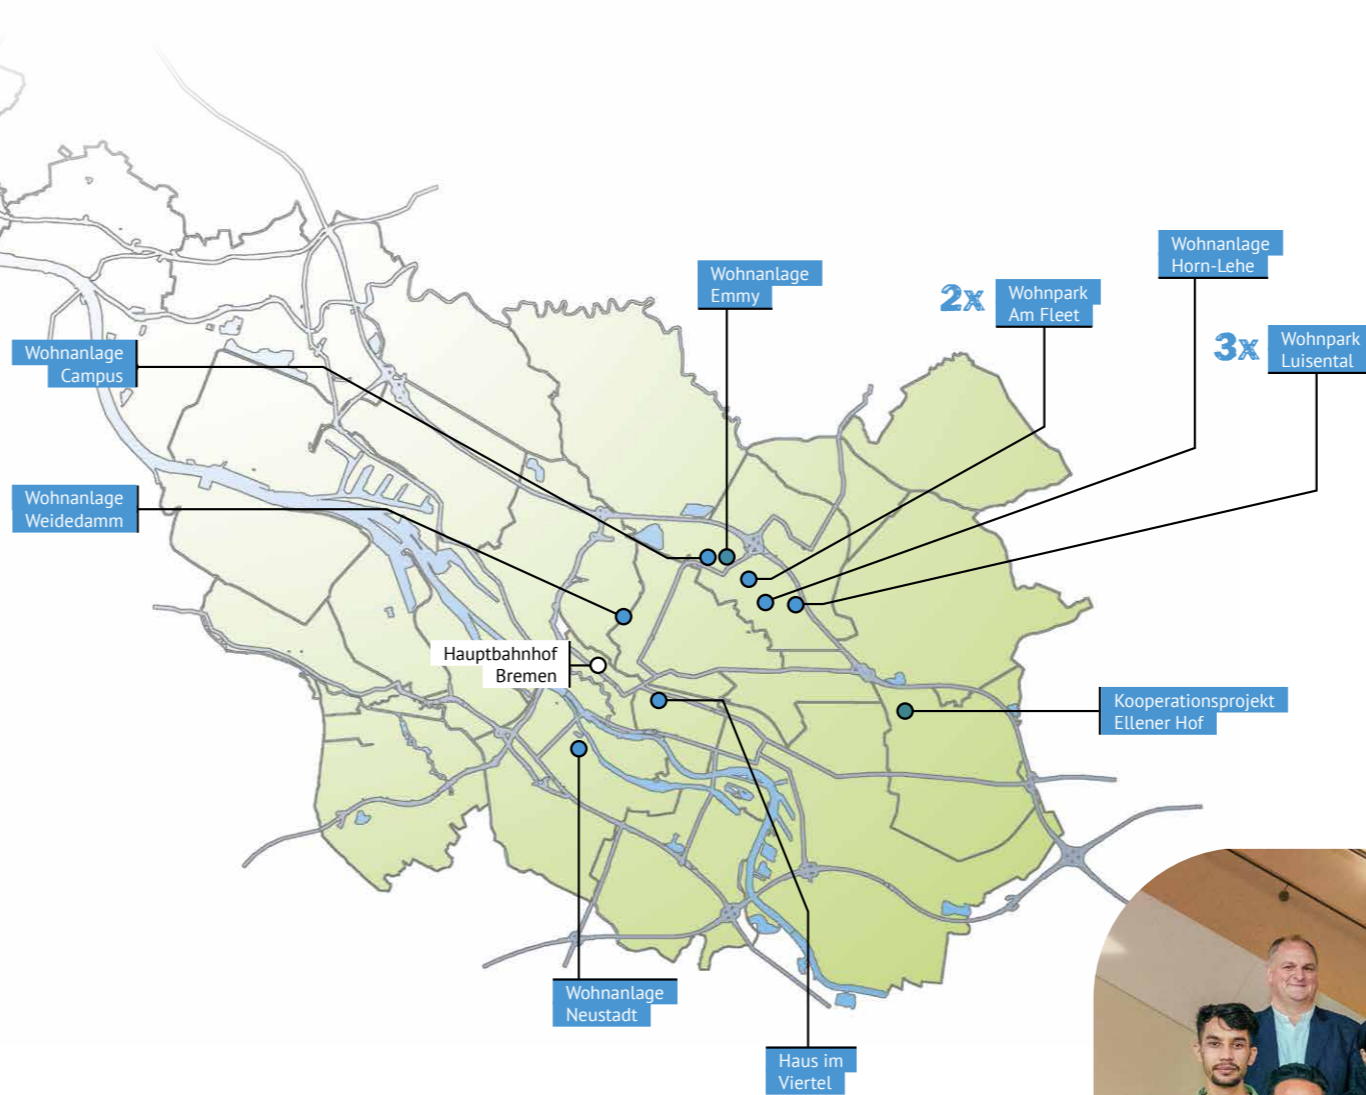 Wohnanlage
Horn-Lehe
Wohnanlage
Emmy
2x
Wohnpark
Am Fleet
3x
Wohnpark
Luisental
Wohnanlage
Campus
Wohnanlage
Weidedamm
Hauptbahnhof
Bremen
Kooperationsprojekt
Ellener Hof
Wohnanlage
Neustadt
Haus im
Viertel